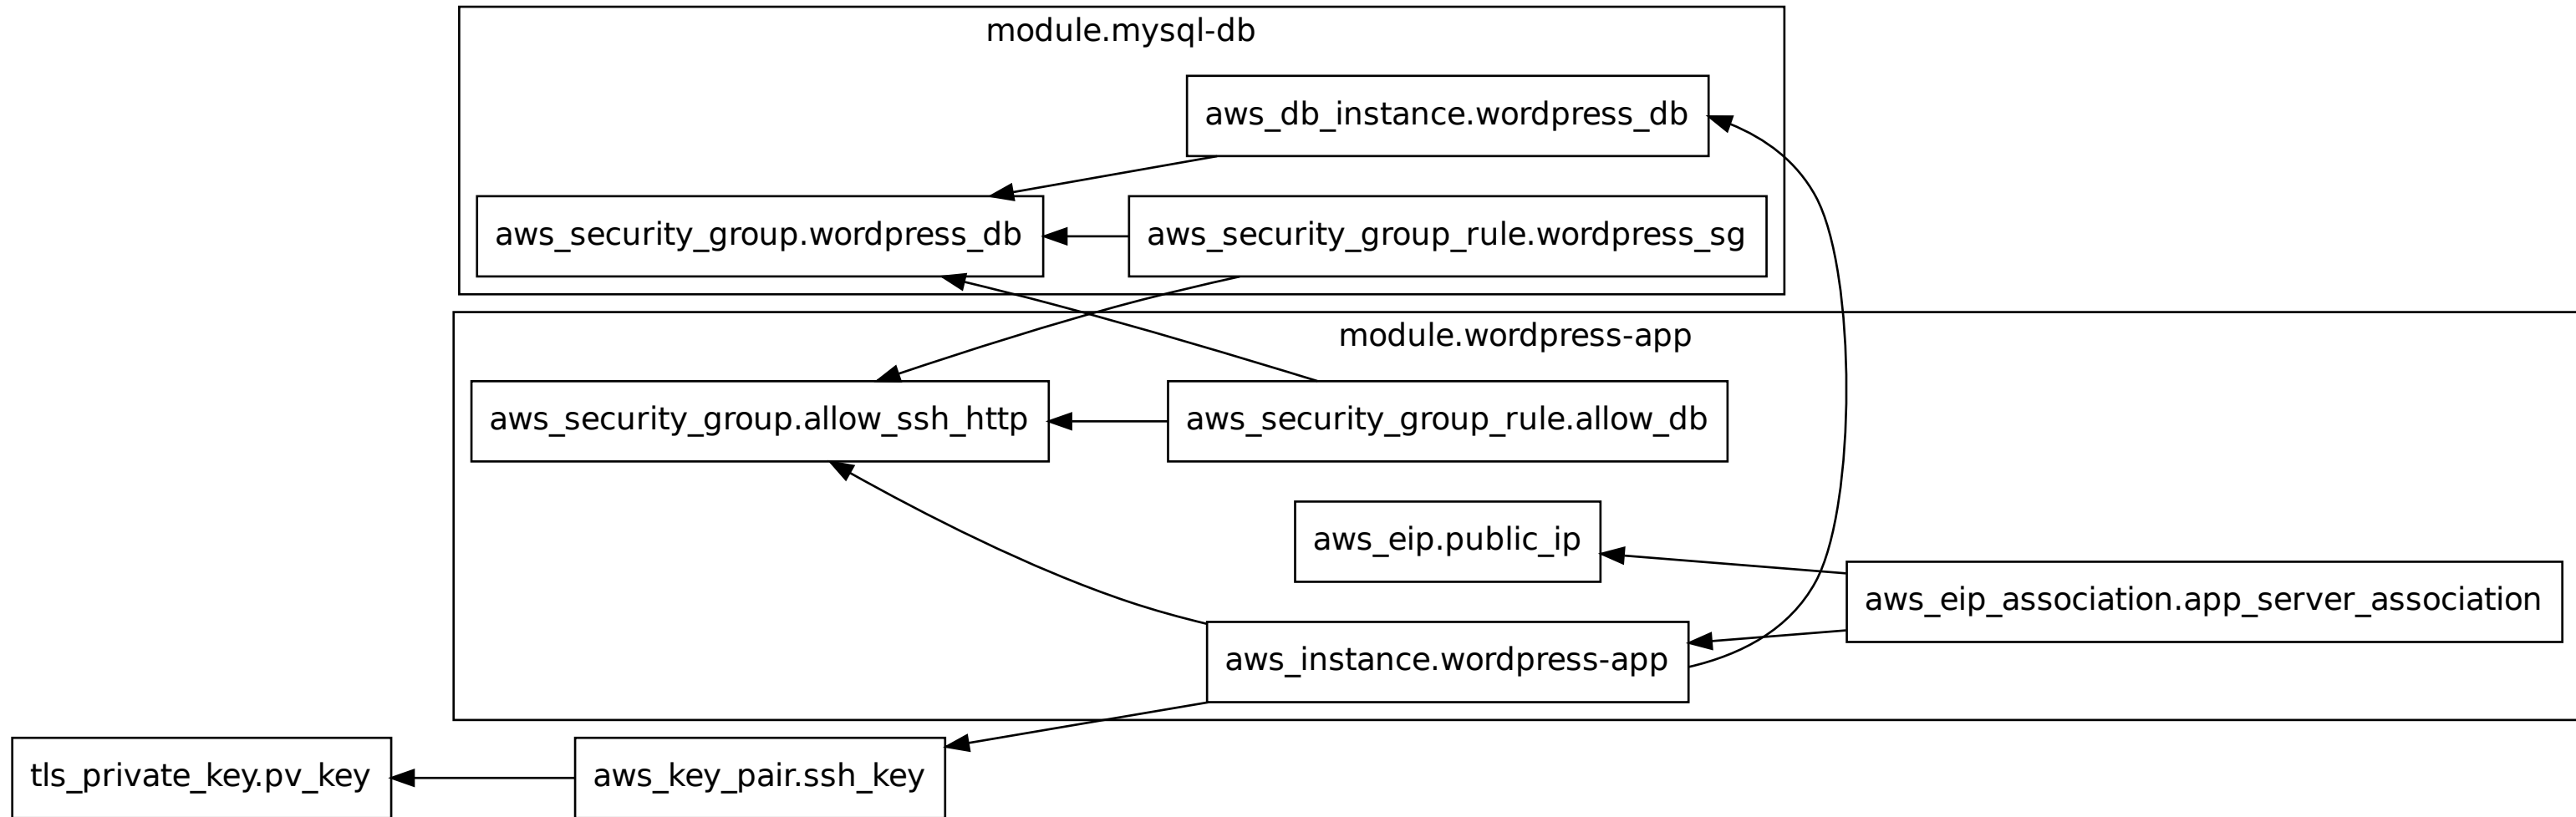 module.mysql-db
aws_db_instance.wordpress_db
aws_security_group.wordpress_db
aws_security_group_rule.wordpress_sg
module.wordpress-app
aws_security_group.allow_ssh_http
aws_security_group_rule.allow_db
aws_eip.public_ip
aws_eip_association.app_server_association
aws_instance.wordpress-app
tls_private_key.pv_key
aws_key_pair.ssh_key